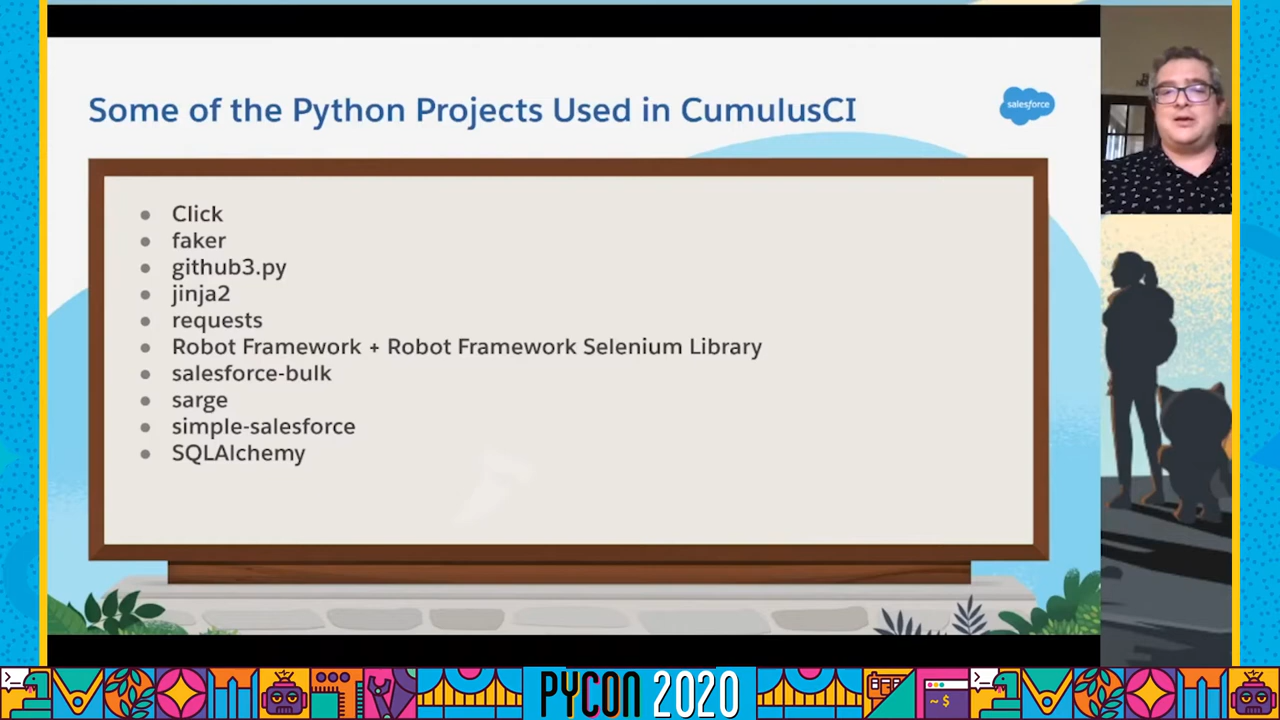 Some of the Python Projects Used in CumulusCI
salesforce
Click
faker
github3.py
jinja2
requests
Robot Framework + Robot Framework Selenium Library
salesforce-bulk
sarge
simple-salesforce
SQLAlchemy
~$
PYCON 2020